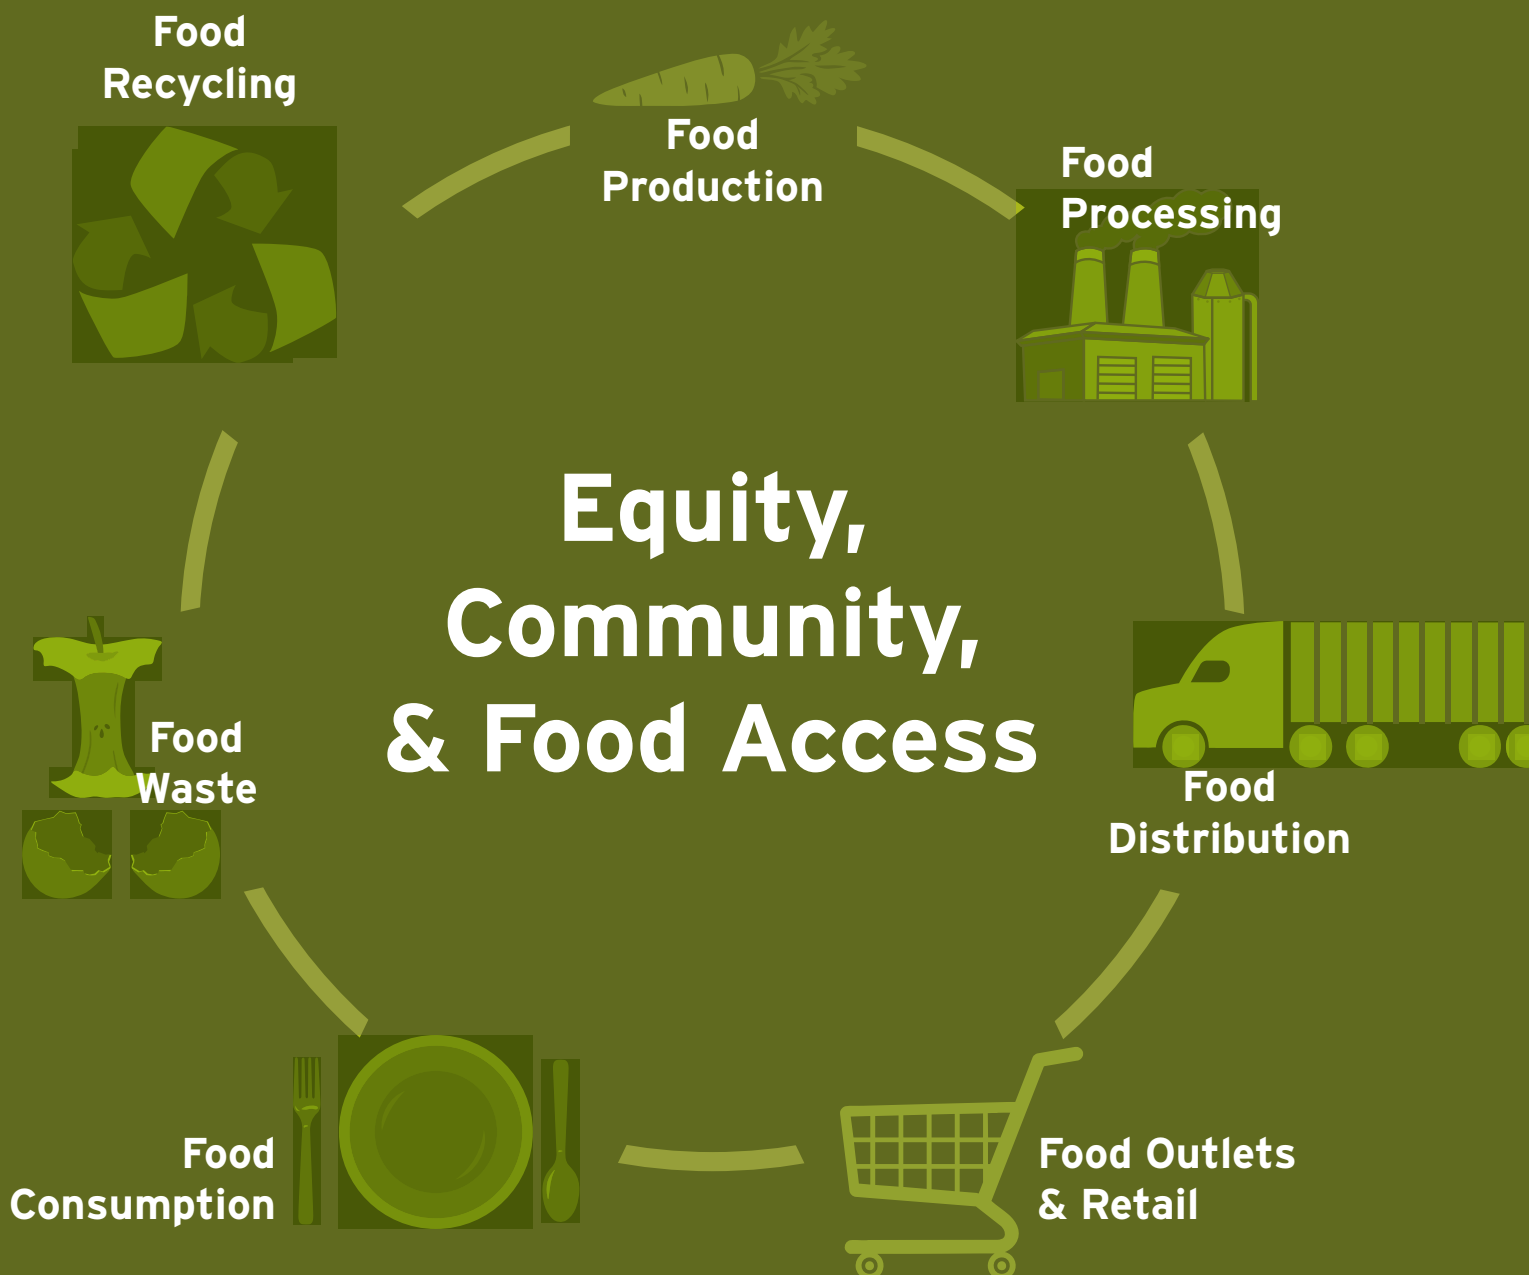 Food
Recycling
Food
Production
Food
Processing
Equity,
Community,
& Food Access
Food
Waste
Food
Distribution
Food
Consumption
Food Outlets
& Retail